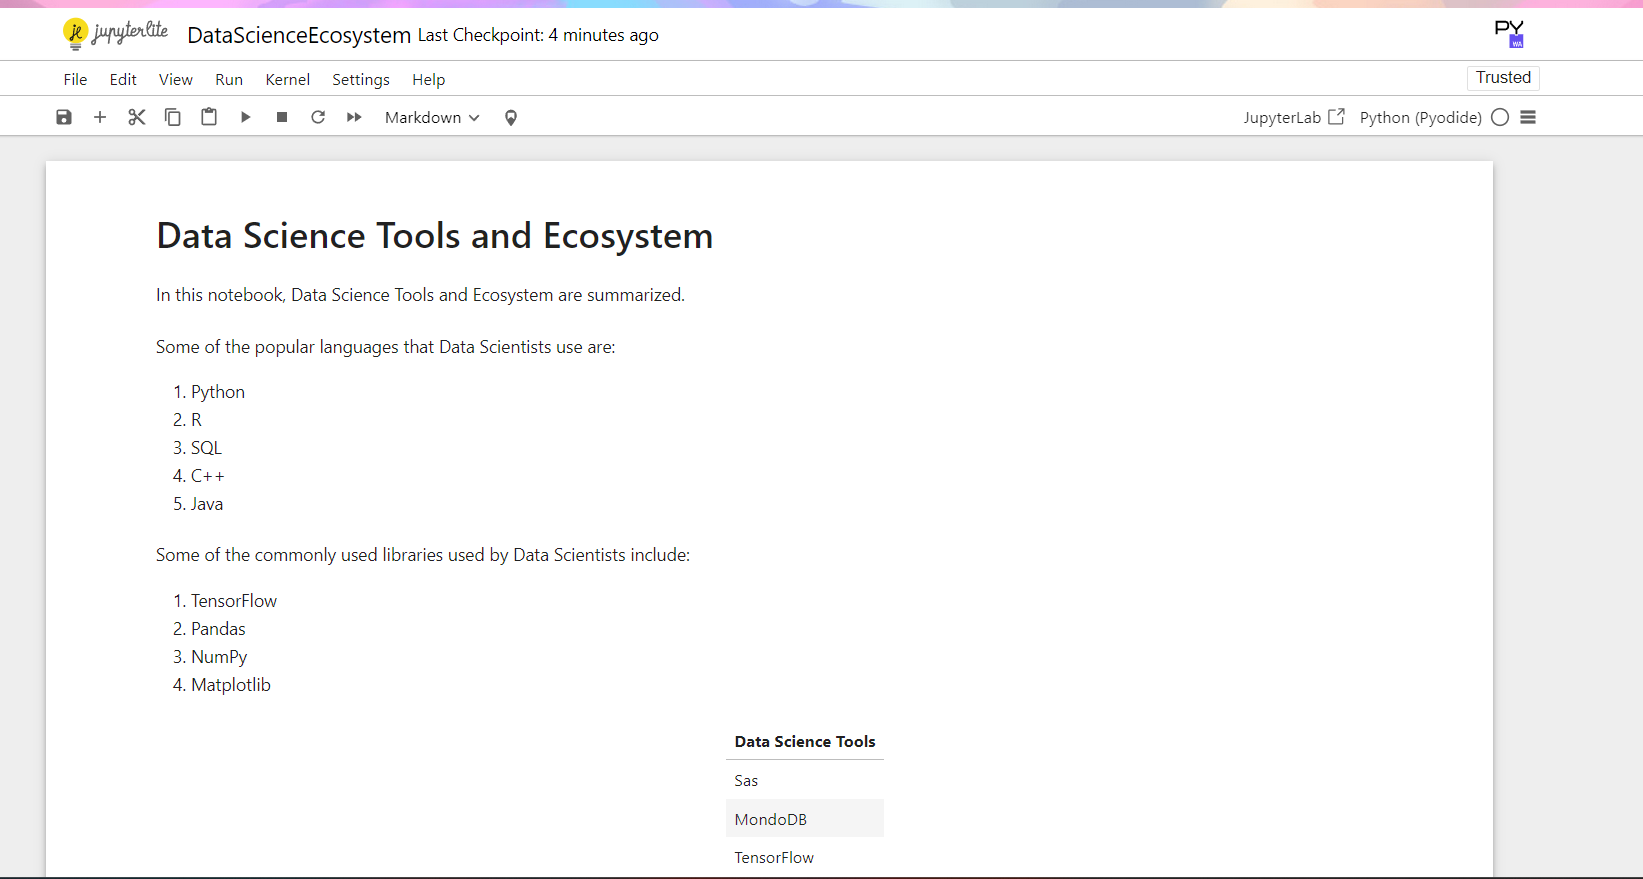 jupyterlite DataScienceEcosystem Last Checkpoint: 4 minutes ago PY WA
File Edit View Run Kernel Settings Help Trusted
Markdown JupyterLab Python (Pyodide)
Data Science Tools and Ecosystem
In this notebook, Data Science Tools and Ecosystem are summarized.
Some of the popular languages that Data Scientists use are:
1. Python
2. R
3. SQL
4. C++
5. Java
Some of the commonly used libraries used by Data Scientists include:
1. TensorFlow
2. Pandas
3. NumPy
4. Matplotlib
Data Science Tools
Sas
MondoDB
TensorFlow